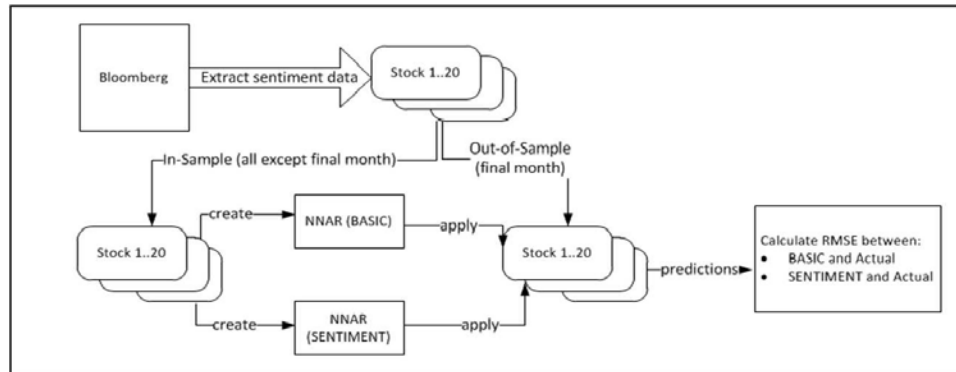 Bloomberg
Extract sentiment data
Stock 1..20
In-Sample (all except final month)
Out-of-Sample
(final month)
Stock 1..20
create
NNAR (BASIC)
apply
Stock 1..20
predictions
Calculate RMSE between:
• BASIC and Actual
• SENTIMENT and Actual
create
NNAR
(SENTIMENT)
apply